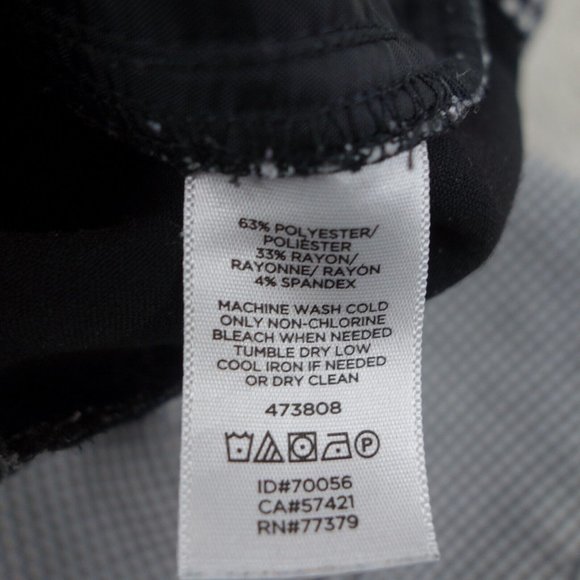 63% POLYESTER/
POLIÉSTER
33% RAYON/
RAYONNE/ RAYÓN
4% SPANDEX
MACHINE WASH COLD
ONLY NON-CHLORINE
BLEACH WHEN NEEDED
TUMBLE DRY LOW
COOL IRON IF NEEDED
OR DRY CLEAN
473808
P
ID#70056
CA#57421
RN#77379